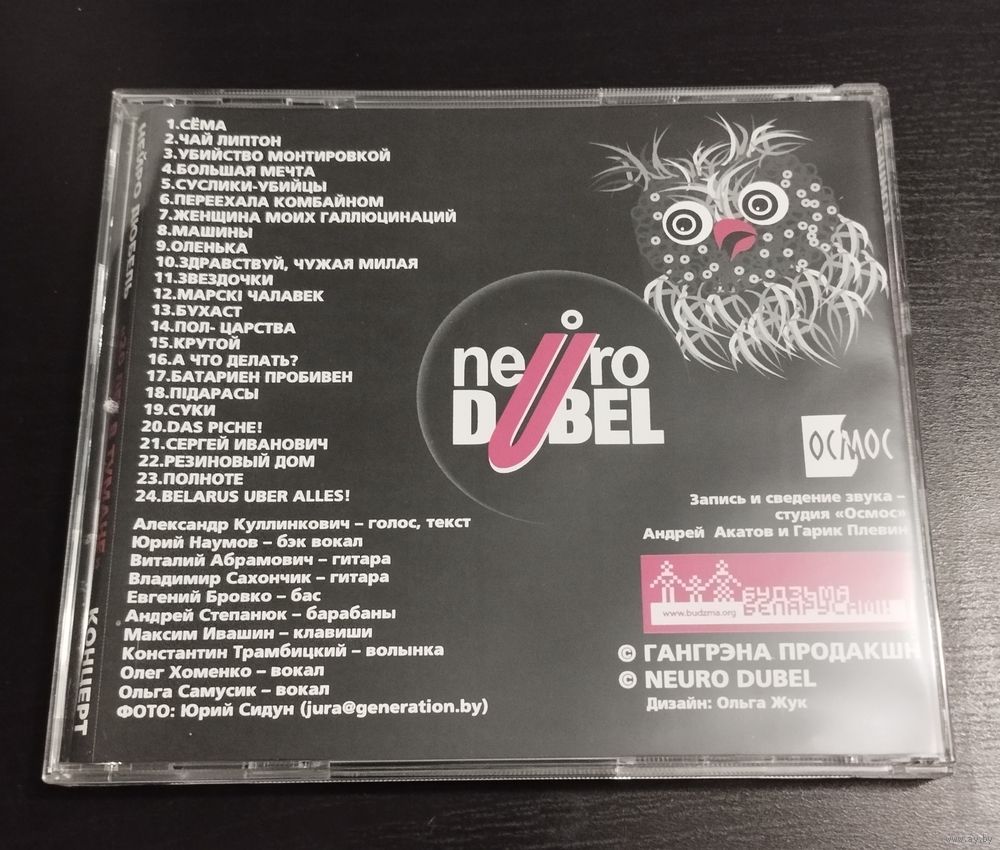 1.СЁМА
2.ЧАЙ ЛИПТОН
3.УБИЙСТВО МОНТИРОВКОЙ
4.БОЛЬШАЯ МЕЧТА
5.СУСЛИКИ-УБИЙЦЫ
6.ПЕРЕЕХАЛА КОМБАЙНОМ
7.ЖЕНЩИНА МОИХ ГАЛЛЮЦИНАЦИЙ
8.МАШИНЫ
9.ОЛЕНЬКА
10.ЗДРАВСТВУЙ, ЧУЖАЯ МИЛАЯ
11.ЗВЕЗДОЧКИ
12.МАРСКI ЧАЛАВЕК
13.БУХАСТ
14.ПОЛ- ЦАРСТВА
15.КРУТОЙ
16.А ЧТО ДЕЛАТЬ?
17.БАТАРИЕН ПРОБИВЕН
18.ПIДАРАСЫ
19.СУКИ
20.DAS PICHE!
21.СЕРГЕЙ ИВАНОВИЧ
22.РЕЗИНОВЫЙ ДОМ
23.ПОЛНОТЕ
24.BELARUS UBER ALLES!
Александр Куллинкович – голос, текст
Юрий Наумов – бэк вокал
Виталий Абрамович – гитара
Владимир Сахончик – гитара
Евгений Бровко – бас
Андрей Степанюк – барабаны
Максим Ивашин – клавиши
Константин Трамбицкий – волынка
Олег Хоменко – вокал
Ольга Самусик – вокал
ФОТО: Юрий Сидун (jura@generation.by)
neuro
DUBEL
ОСМОС
Запись и сведение звука –
студия «Осмос»
Андрей Акатов и Гарик Плевин
БУДЗЬМА
БЕЛАРУСАМI!
www.budzma.org
© ГАНГРЭНА ПРОДАКШН
© NEURO DUBEL
Дизайн: Ольга Жук
КОНЦЕРТ
www.ay.by